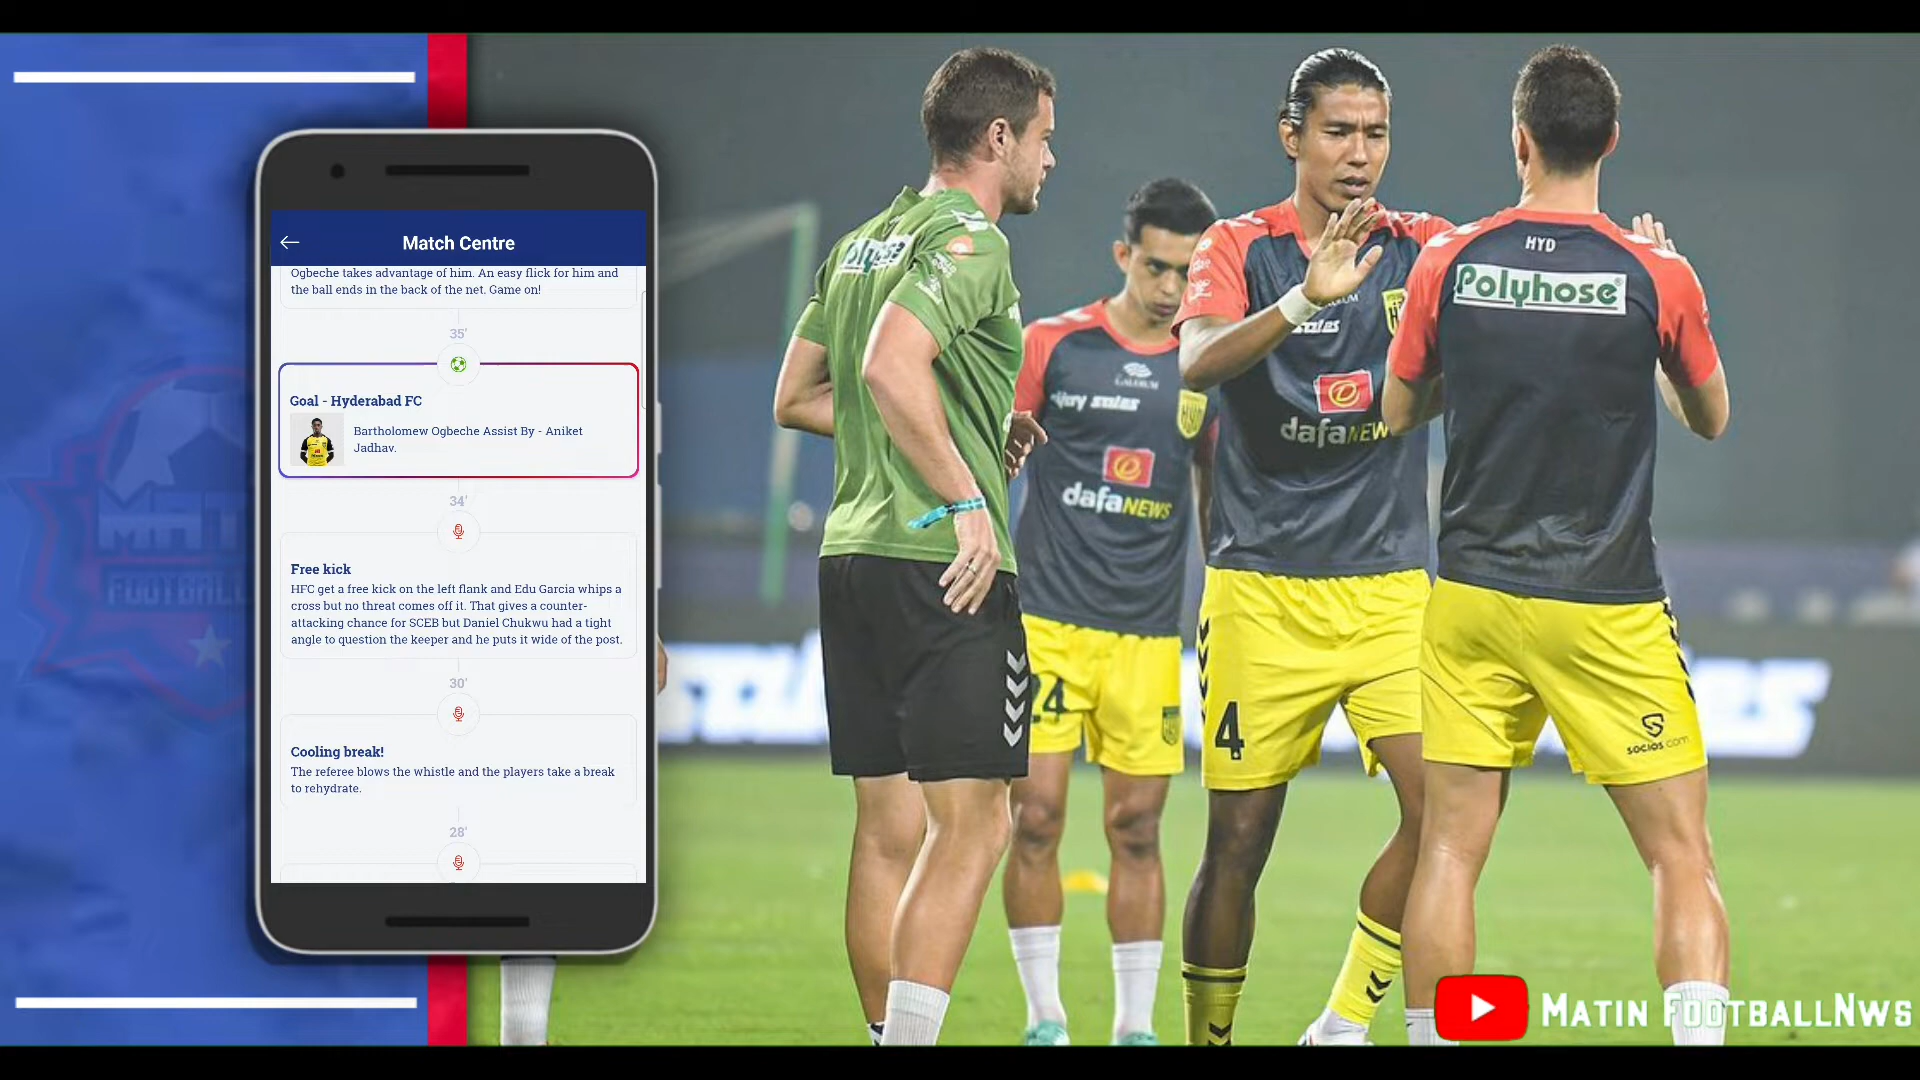 Match Centre
Ogbeche takes advantage of him. An easy flick for him and
the ball ends in the back of the net. Game on!
35'
Goal - Hyderabad FC
Bartholomew Ogbeche Assist By - Aniket
Jadhav.
34'
Free kick
HFC get a free kick on the left flank and Edu Garcia whips a
cross but no threat comes off it. That gives a counter-
attacking chance for SCEB but Daniel Chukwu had a tight
angle to question the keeper and he puts it wide of the post.
30'
Cooling break!
The referee blows the whistle and the players take a break
to rehydrate.
28'
HYD
Polyhose
dafaNEWS
24
dafaNEW
4
socios.com
MATIN FOOTBALLNWS